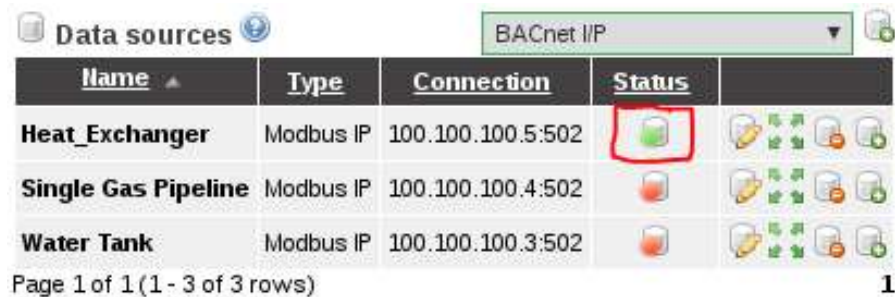 Data sources BACnet I/P
Name Type Connection Status
Heat_Exchanger Modbus IP 100.100.100.5:502
Single Gas Pipeline Modbus IP 100.100.100.4:502
Water Tank Modbus IP 100.100.100.3:502
Page 1 of 1 (1 - 3 of 3 rows) 1